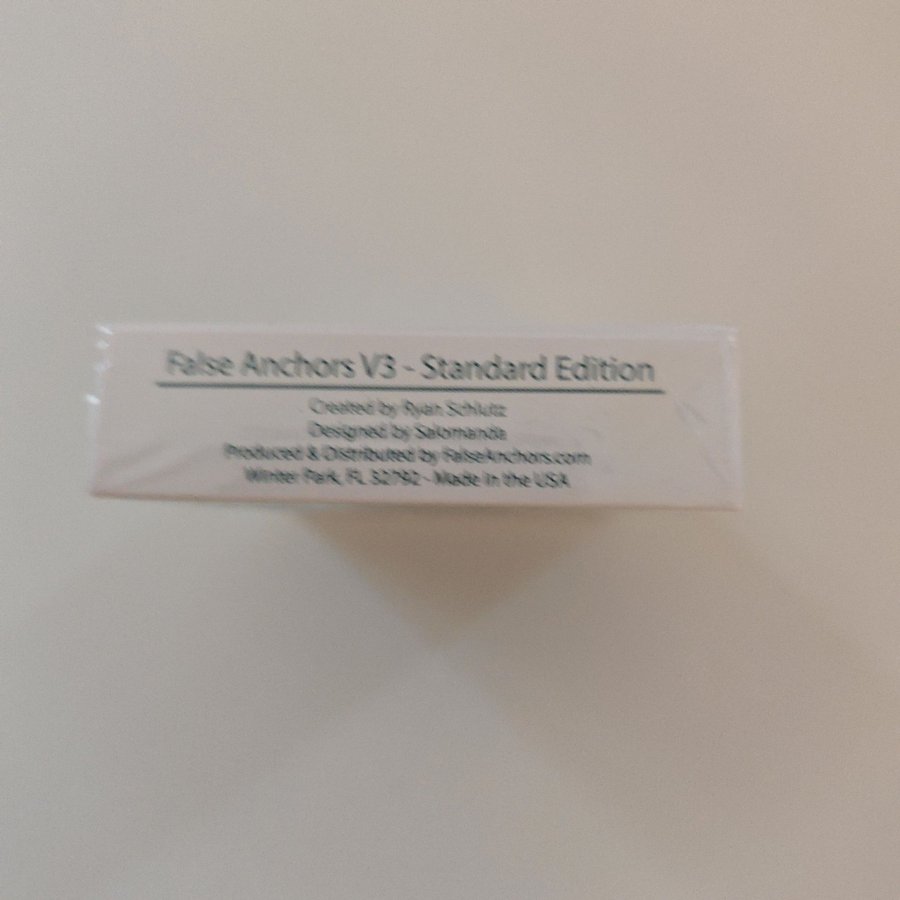 False Anchors V3 - Standard Edition
Created by Ryan Schlutz
Designed by Salomanda
Produced & Distributed by FalseAnchors.com
Winter Park, FL 32792 - Made in the USA